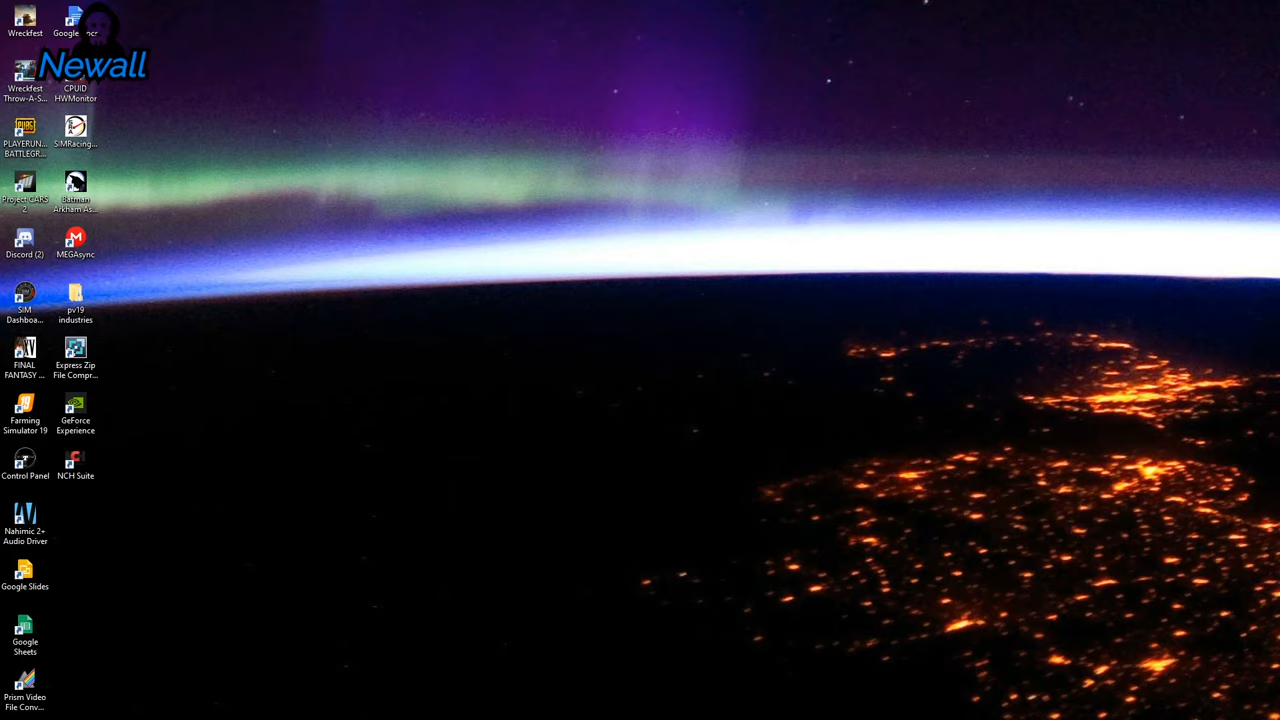 Wreckfest
Google
Newall
Wreckfest
Throw-A-S...
CPUID
HWMonitor
PLAYERUN...
BATTLEGR...
SIMRacing...
Project CARS
2
Batman
Arkham As...
Discord (2)
MEGAsync
SIM
Dashboa...
pv19
industries
FINAL
FANTASY ...
Express Zip
File Compr...
Farming
Simulator 19
GeForce
Experience
Control Panel
NCH Suite
Nahimic 2+
Audio Driver
Google Slides
Google
Sheets
Prism Video
File Conv...